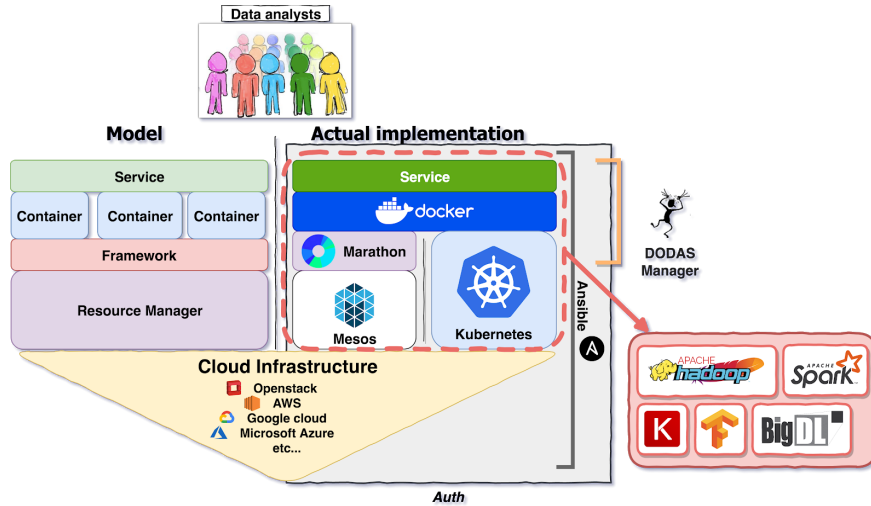 Data analysts
Model
Actual implementation
Service
Service
Container
Container
Container
docker
Framework
Marathon
Resource Manager
Mesos
Kubernetes
Ansible
DODAS
Manager
Cloud Infrastructure
Openstack
AWS
Google cloud
Microsoft Azure
etc...
APACHE
hadoop
APACHE
Spark
K
BigDL
Auth